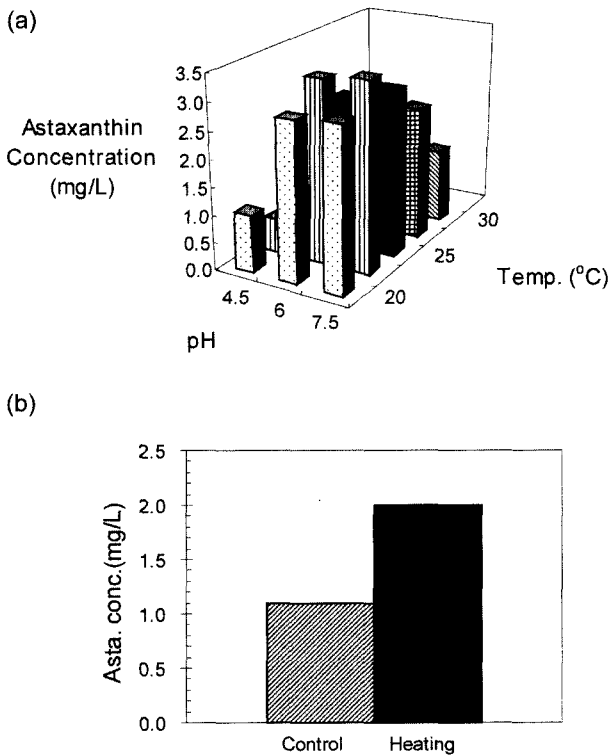 (a)
Astaxanthin
Concentration
(mg/L)
3.5
3.0
2.5
2.0
1.5
1.0
0.5
0.0
4.5
6
7.5
pH
20
25
30
Temp. (°C)
(b)
Asta. conc.(mg/L)
2.5
2.0
1.5
1.0
0.5
0.0
Control Heating